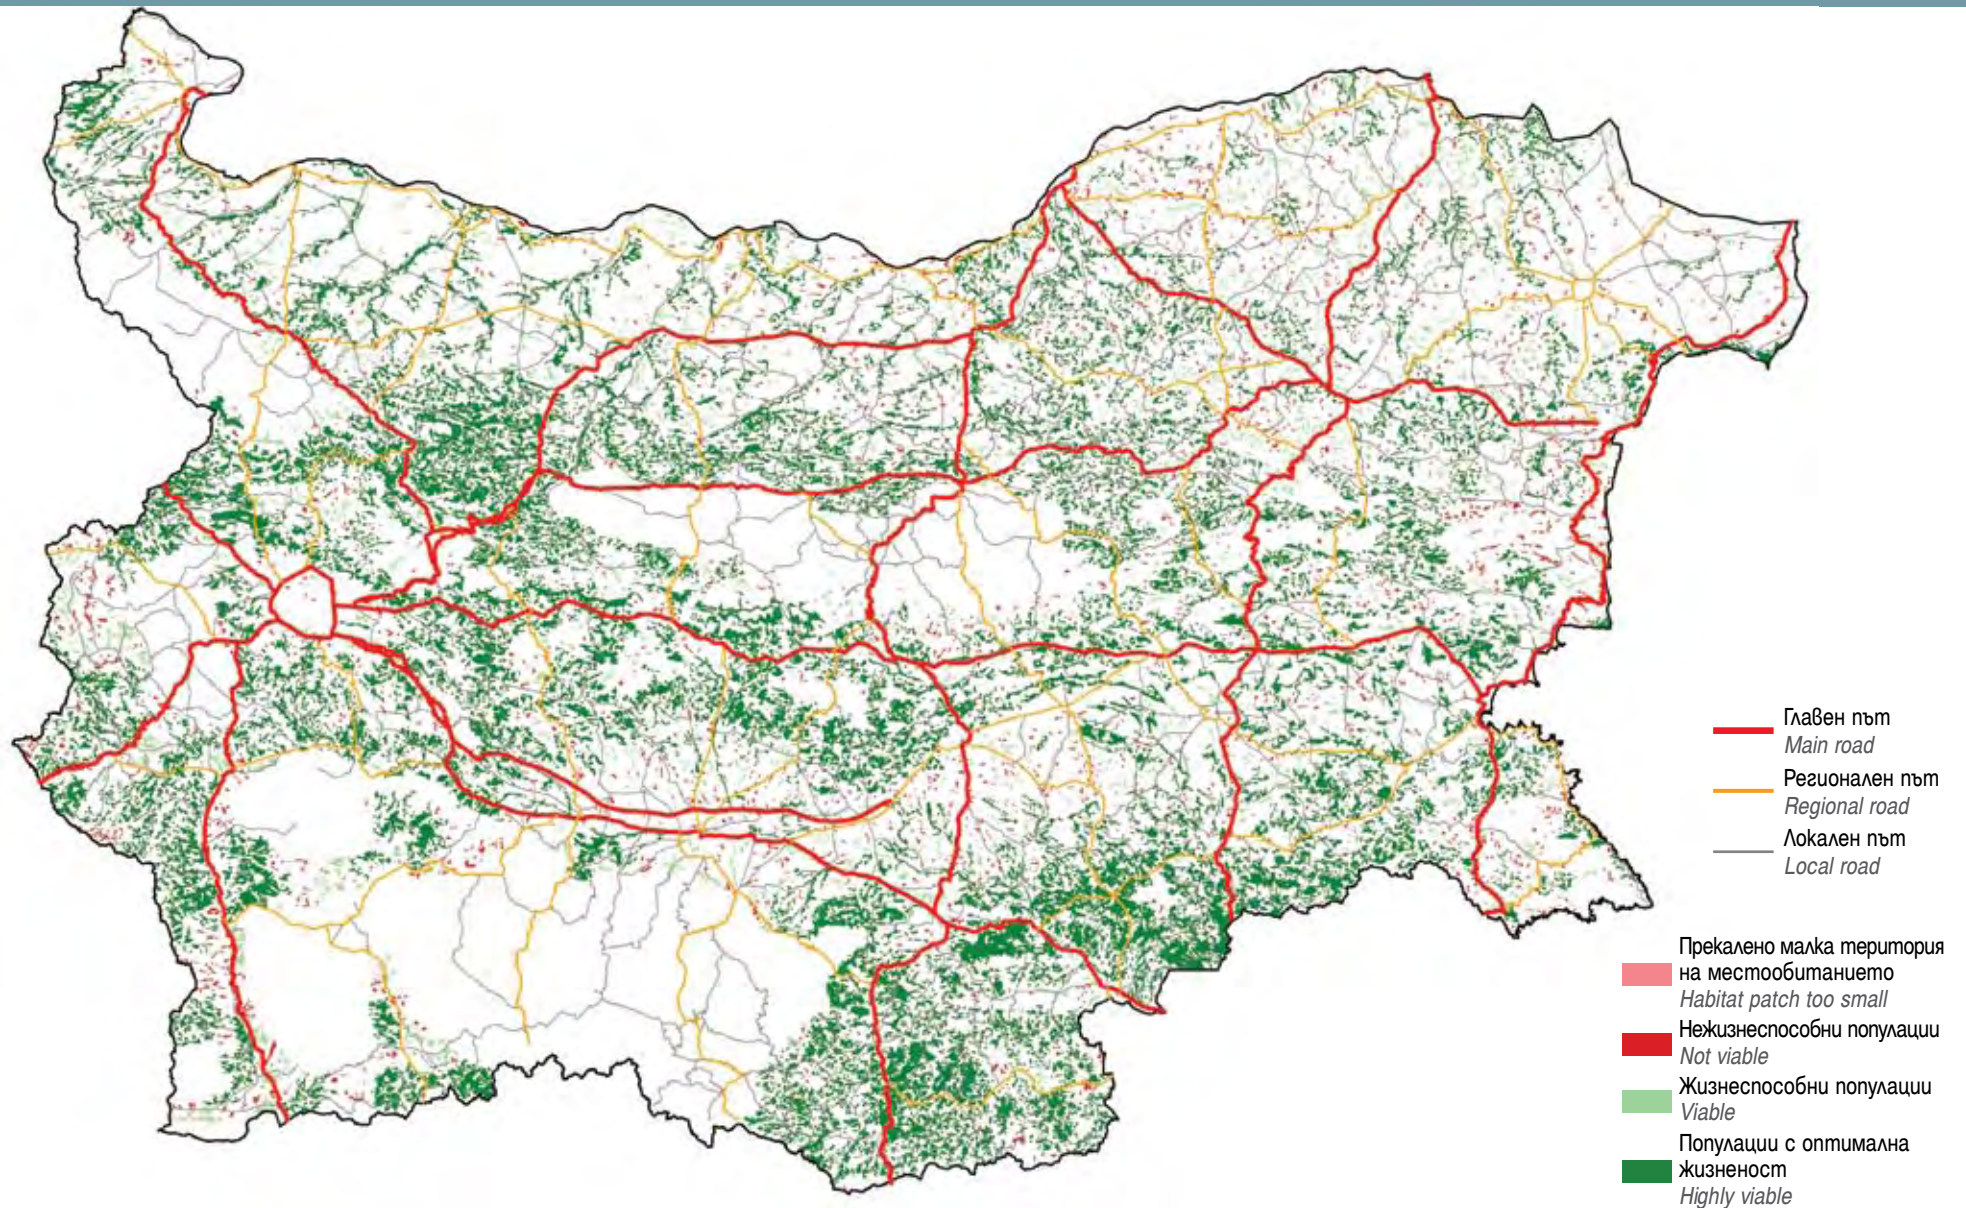 Главен път
Main road
Регионален път
Regional road
Локален път
Local road
Прекалено малка територия
на местообитанието
Habitat patch too small
Нежизнеспособни популации
Not viable
Жизнеспособни популации
Viable
Популации с оптимална
жизненост
Highly viable